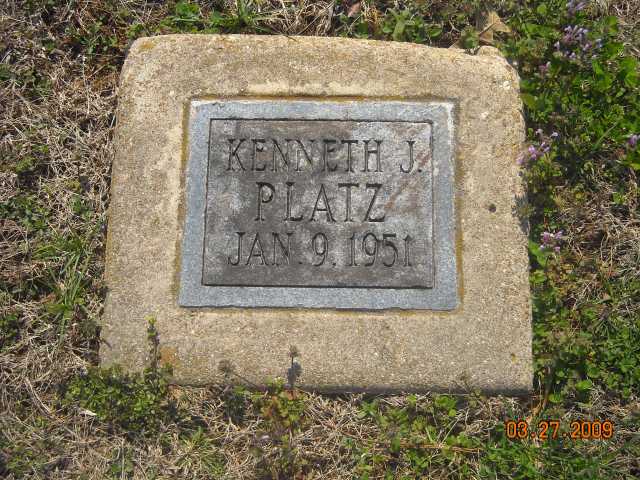 KENNETH J.
PLATZ
JAN. 9. 1951
03.27.2009